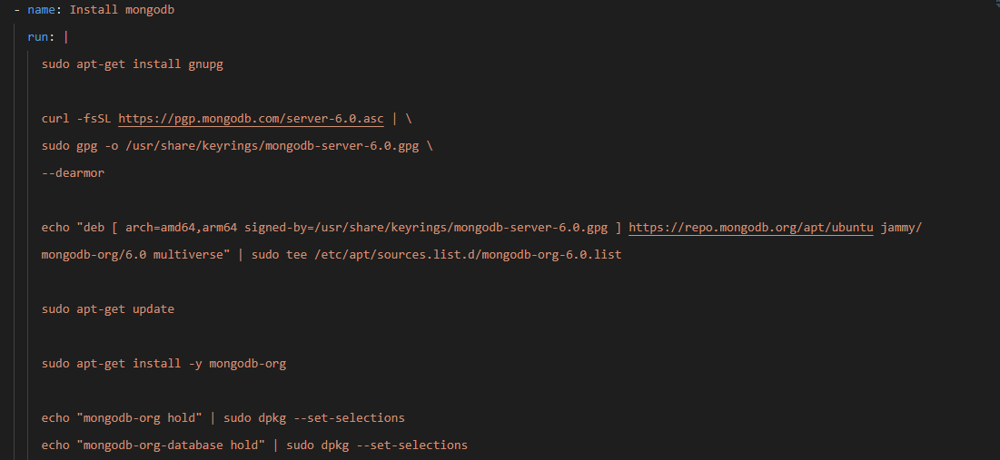 - name: Install mongodb
run: |
sudo apt-get install gnupg
curl -fsSL https://pgp.mongodb.com/server-6.0.asc | \
sudo gpg -o /usr/share/keyrings/mongodb-server-6.0.gpg \
--dearmor
echo "deb [ arch=amd64,arm64 signed-by=/usr/share/keyrings/mongodb-server-6.0.gpg ] https://repo.mongodb.org/apt/ubuntu jammy/
mongodb-org/6.0 multiverse" | sudo tee /etc/apt/sources.list.d/mongodb-org-6.0.list
sudo apt-get update
sudo apt-get install -y mongodb-org
echo "mongodb-org hold" | sudo dpkg --set-selections
echo "mongodb-org-database hold" | sudo dpkg --set-selections